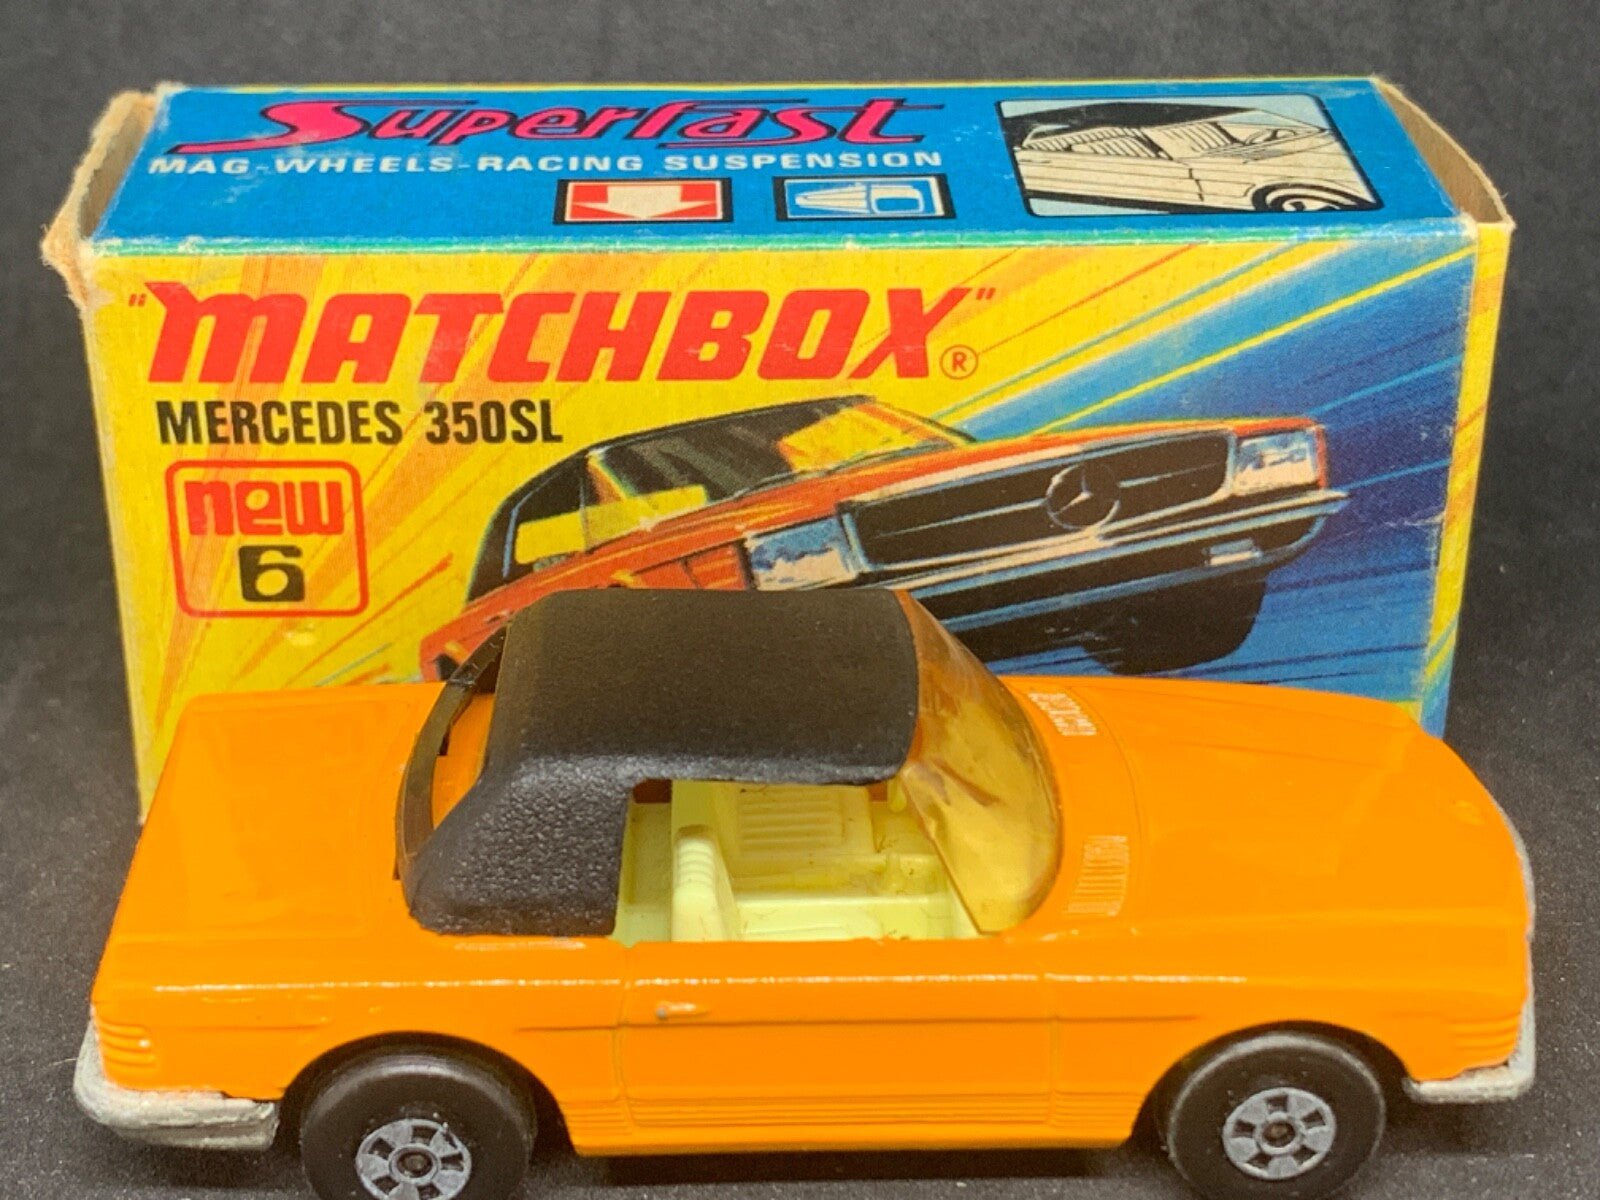 Superfast
MAG-WHEELS-RACING SUSPENSION
"MATCHBOX"®
MERCEDES 350SL
new
6